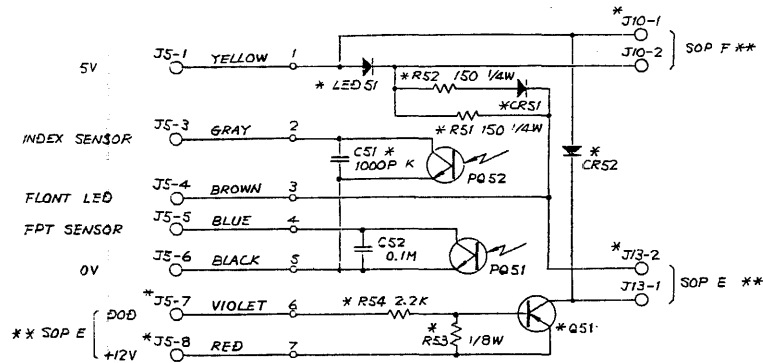 *J10-1
J10-2
SOP F **
5V J5-1 YELLOW 1
* LED51
*R52 150 1/4W
*CR51
* R51 150 1/4W
INDEX SENSOR J5-3 GRAY 2
C51 *
1000P K
PQ52
*
CR52
FLONT LED J5-4 BROWN 3
FPT SENSOR J5-5 BLUE 4
C52
0.1M
PQ51
0V J5-6 BLACK 5
*J13-2
J13-1
SOP E **
** SOP E
DOD *J5-7 VIOLET 6
* R54 2.2K
*Q51
+12V *J5-8 RED 7
*
R53 1/8W